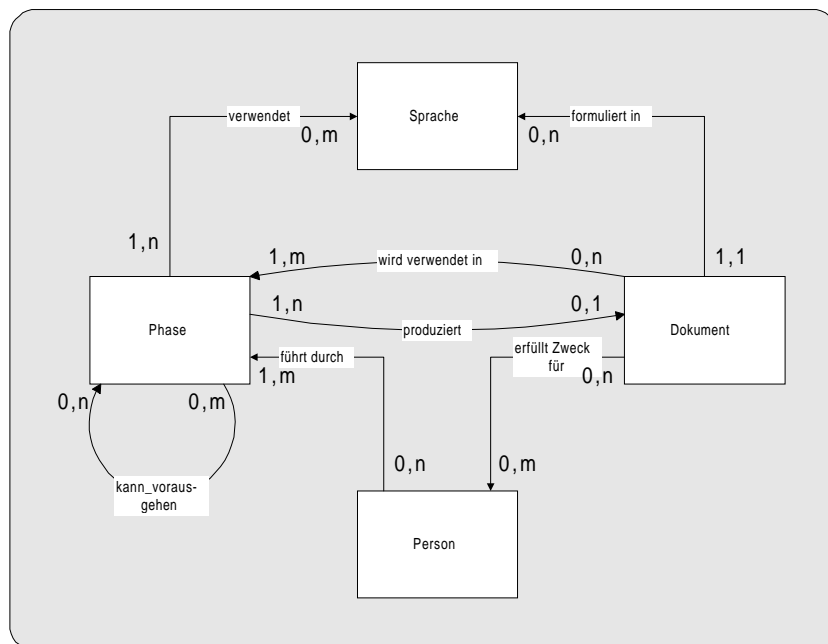 Sprache
verwendet
formuliert in
0,m
0,n
1,n
1,1
1,m
wird verwendet in
0,n
Phase
1,n
produziert
0,1
Dokument
führt durch
erfüllt Zweck
für
1,m
0,n
0,n
0,m
kann_voraus-
gehen
0,n
0,m
Person